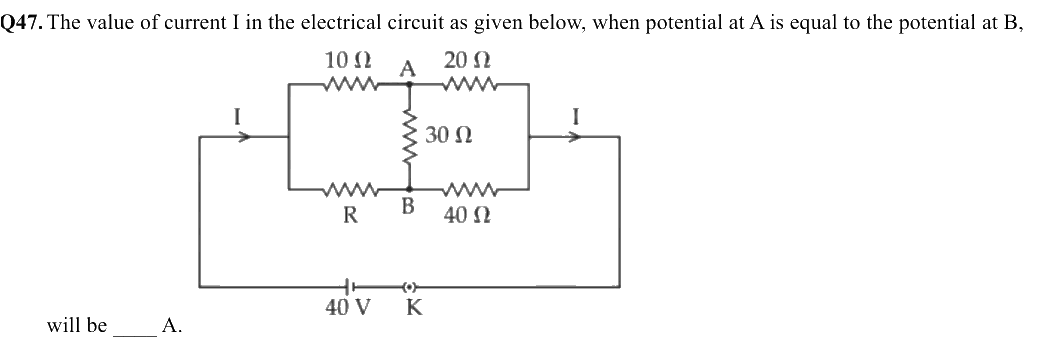 Q47. The value of current I in the electrical circuit as given below, when potential at A is equal to the potential at B,
10 Ω A 20 Ω
I I
30 Ω
R B 40 Ω
40 V K
will be ____ A.